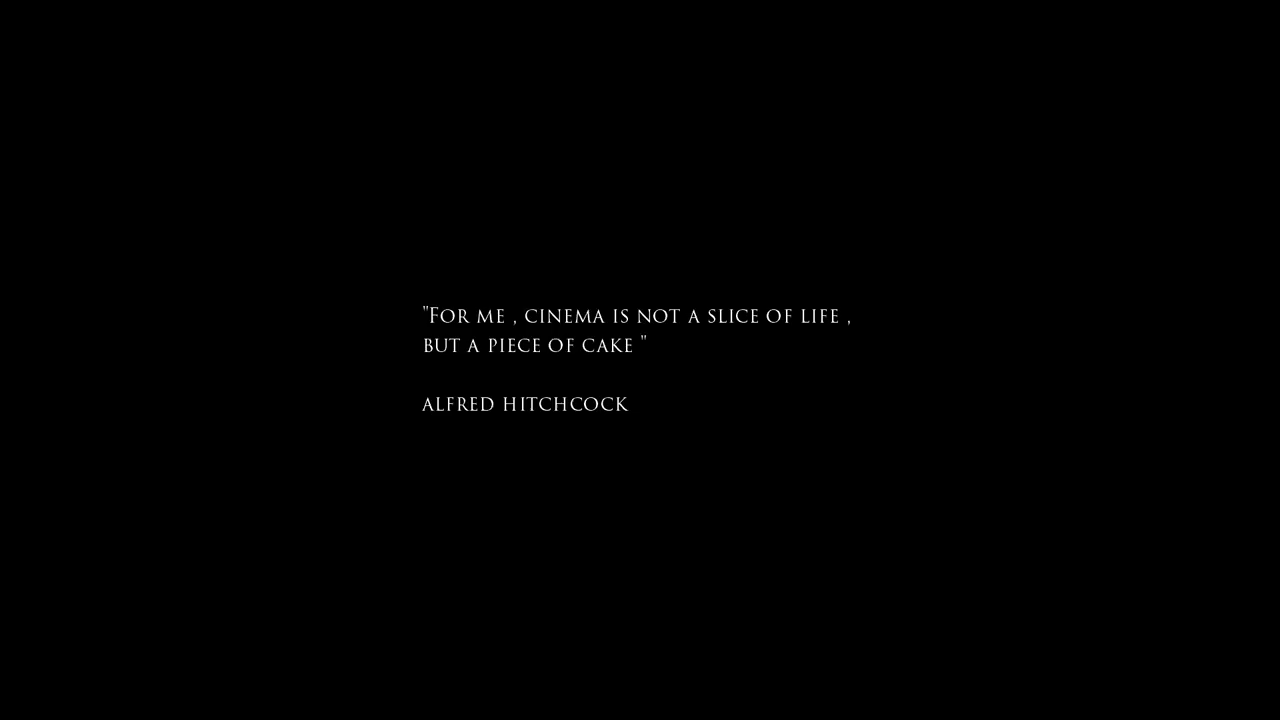 "For me , cinema is not a slice of life ,
but a piece of cake "
alfred hitchcock